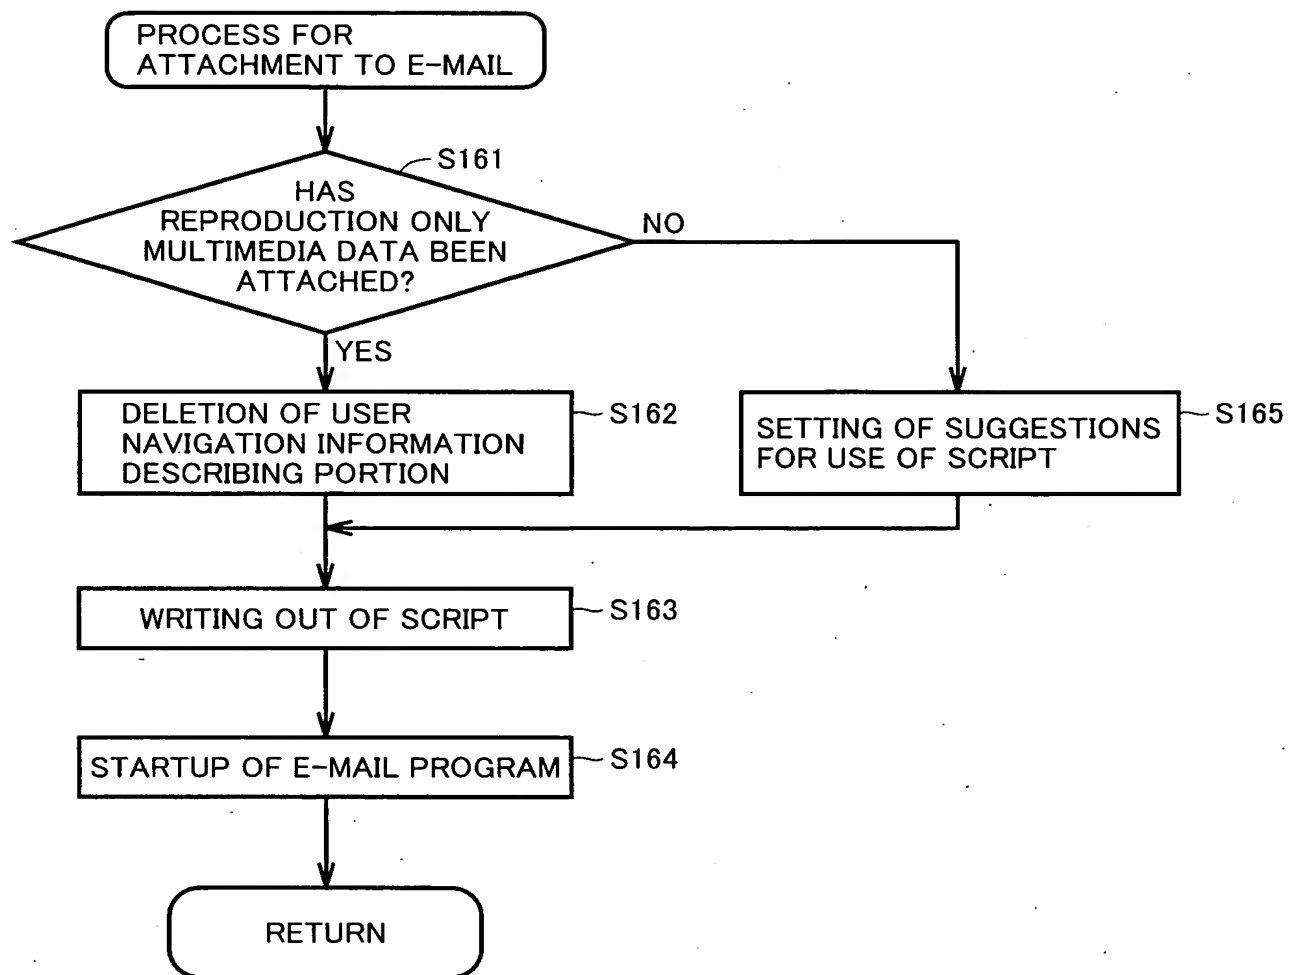 PROCESS FOR
ATTACHMENT TO E-MAIL
S161
HAS
REPRODUCTION ONLY
MULTIMEDIA DATA BEEN
ATTACHED?
NO
YES
DELETION OF USER
NAVIGATION INFORMATION
DESCRIBING PORTION
S162
SETTING OF SUGGESTIONS
FOR USE OF SCRIPT
S165
WRITING OUT OF SCRIPT
S163
STARTUP OF E-MAIL PROGRAM
S164
RETURN